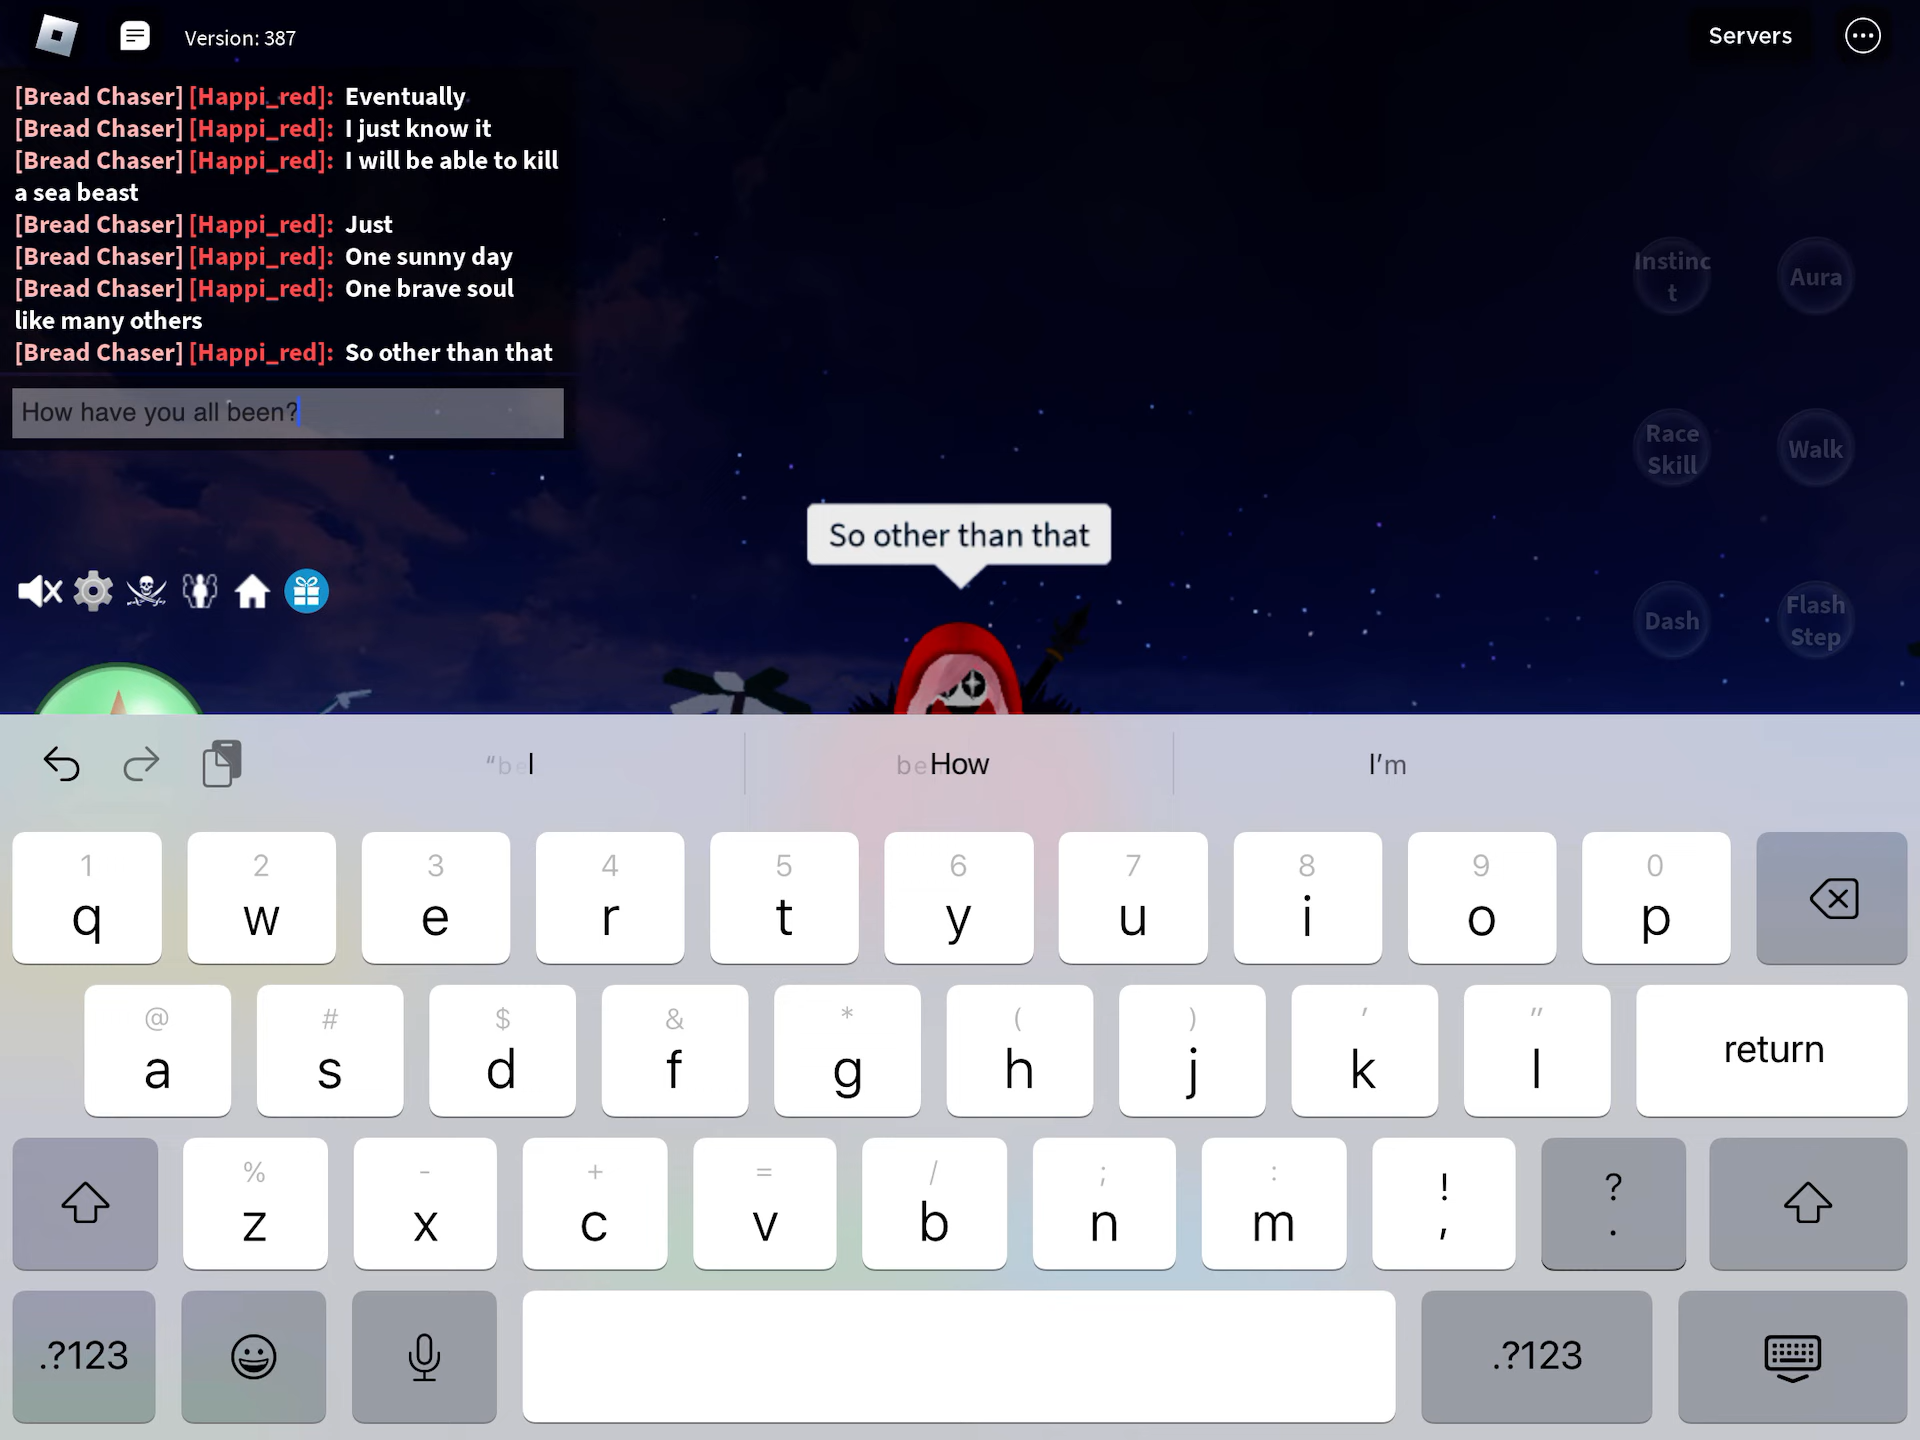 Version: 387
Servers
[Bread Chaser] [Happi_red]: Eventually
[Bread Chaser] [Happi_red]: I just know it
[Bread Chaser] [Happi_red]: I will be able to kill
a sea beast
[Bread Chaser] [Happi_red]: Just
[Bread Chaser] [Happi_red]: One sunny day
[Bread Chaser] [Happi_red]: One brave soul
like many others
[Bread Chaser] [Happi_red]: So other than that
How have you all been?
Instinc
t
Aura
Race
Skill
Walk
So other than that
Dash
Flash
Step
“be I
be How
I’m
1 2 3 4 5 6 7 8 9 0
q w e r t y u i o p
@ # $ & * ( ) ' "
a s d f g h j k l
return
% - + = / ; : ! ?
z x c v b n m , .
.?123
.?123